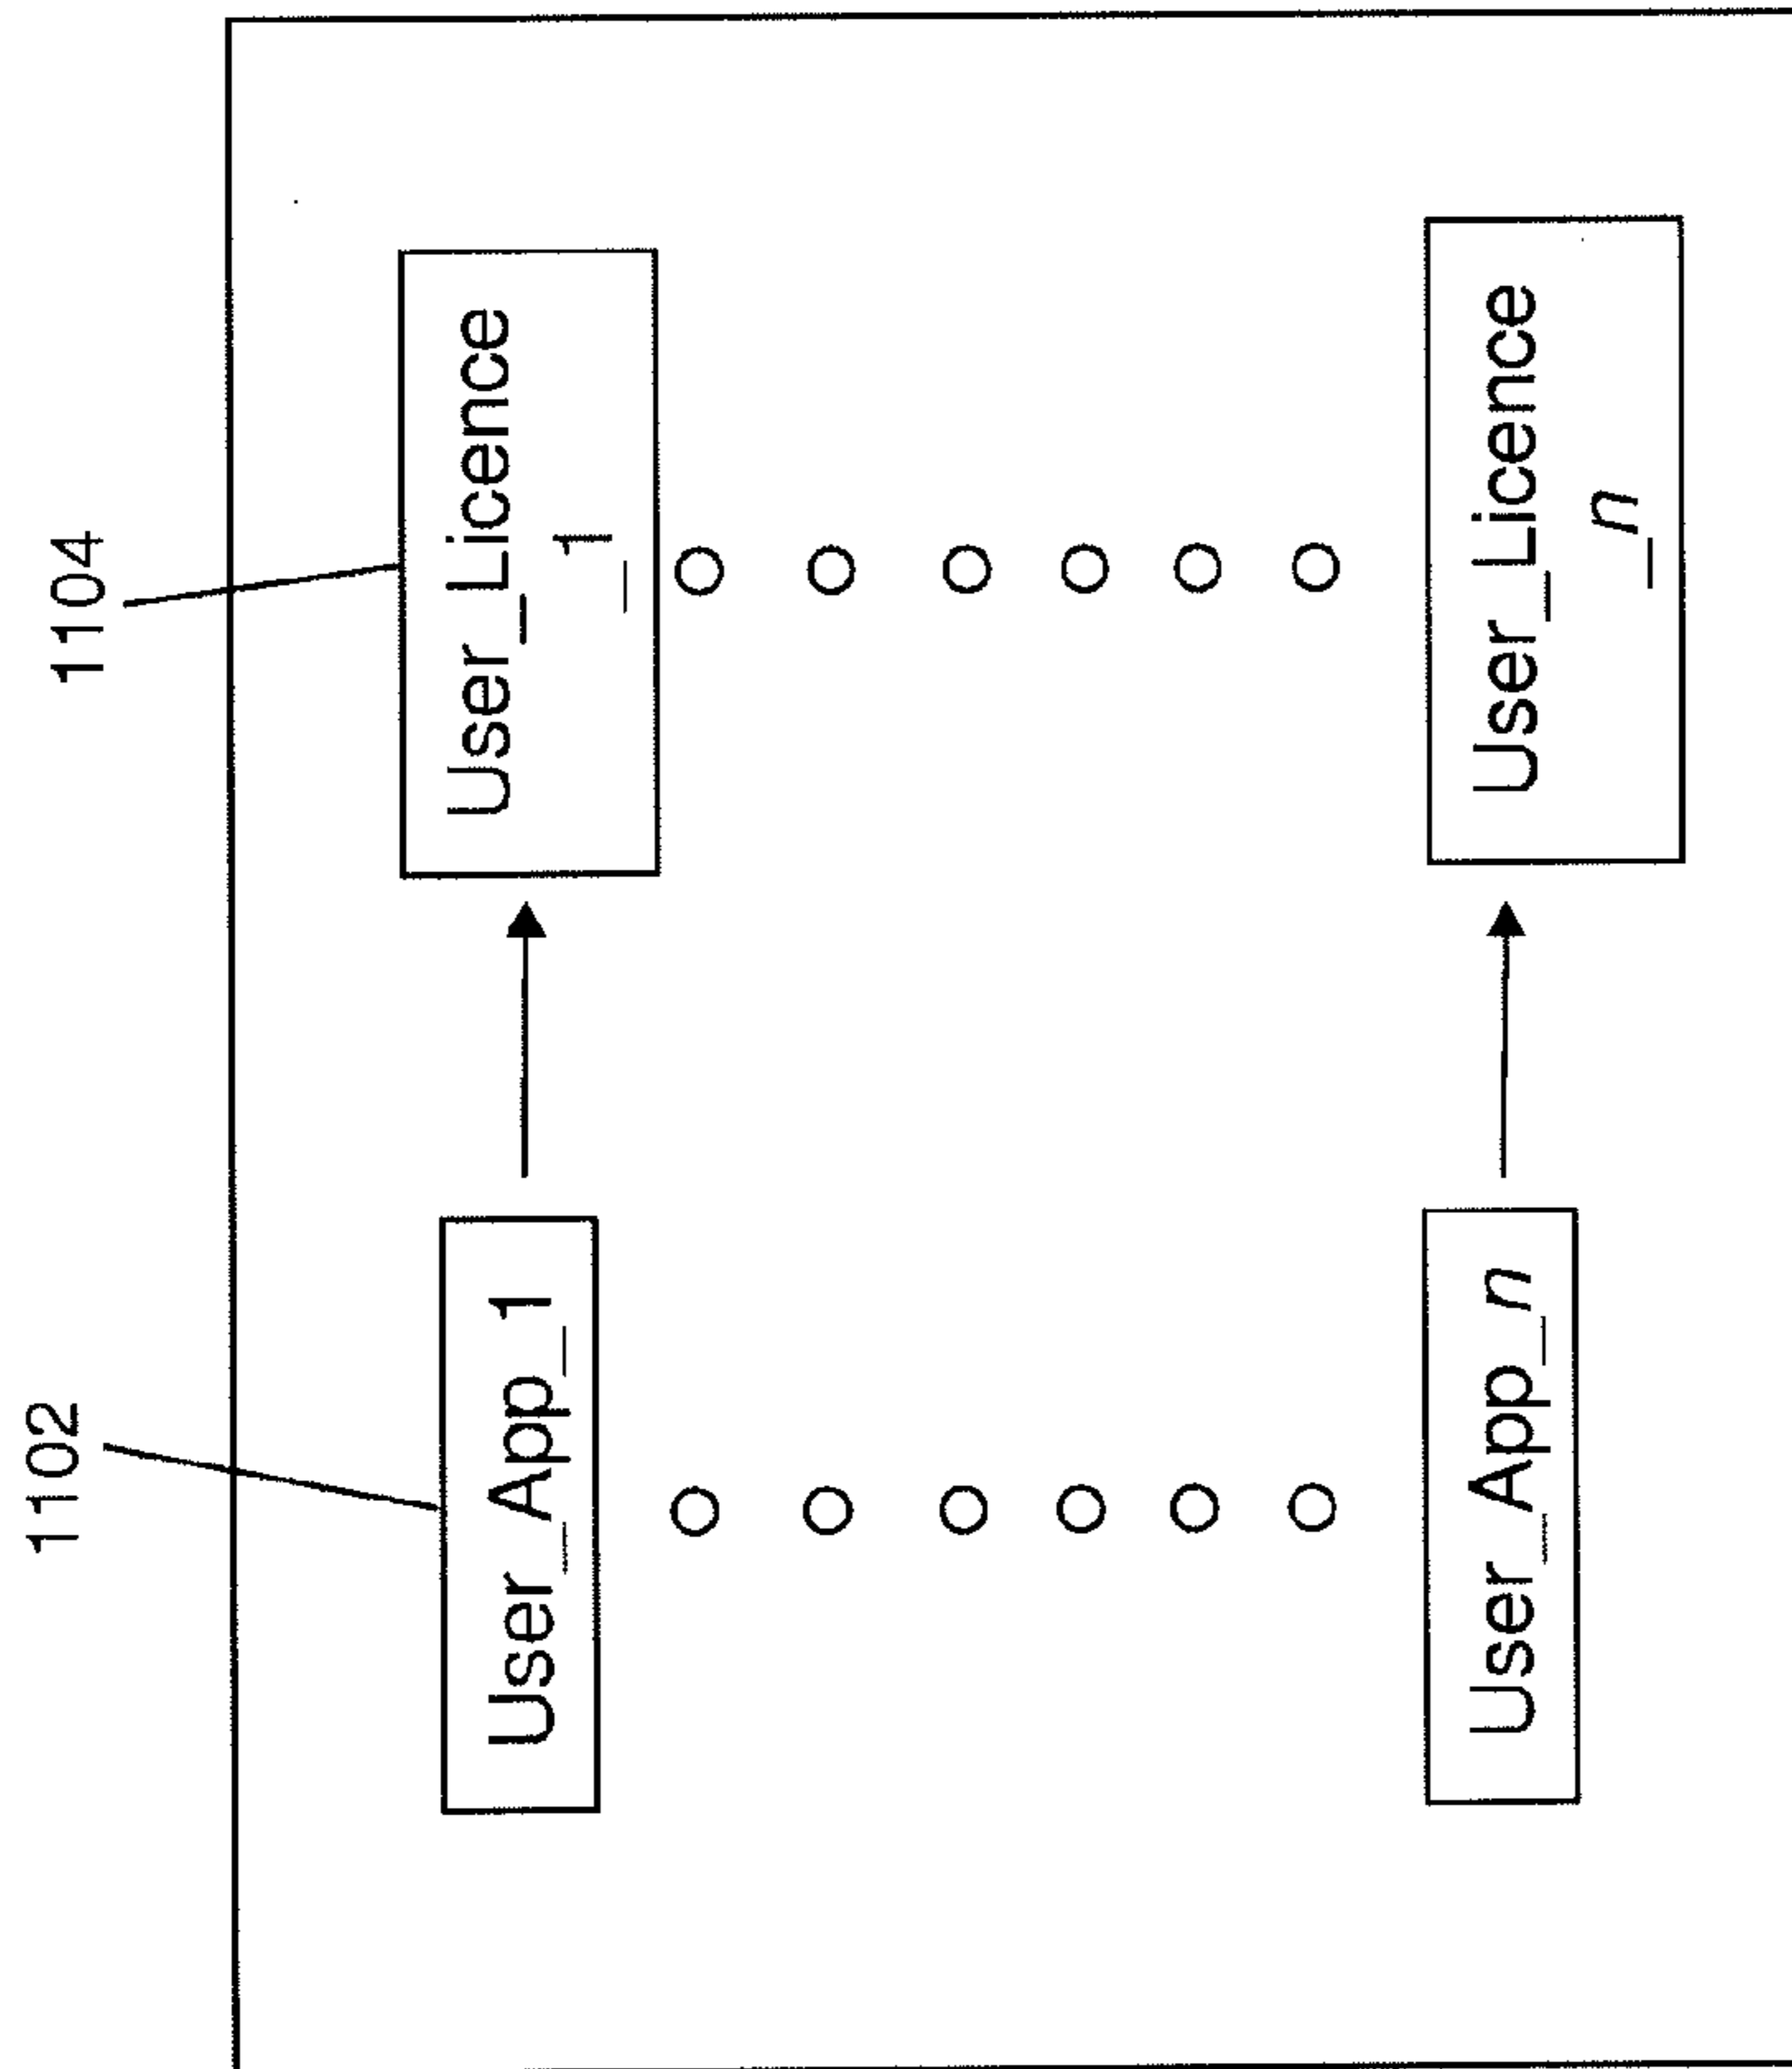 1102
1104
User_App_1
User_Licence
_1
User_App_n
User_Licence
_n